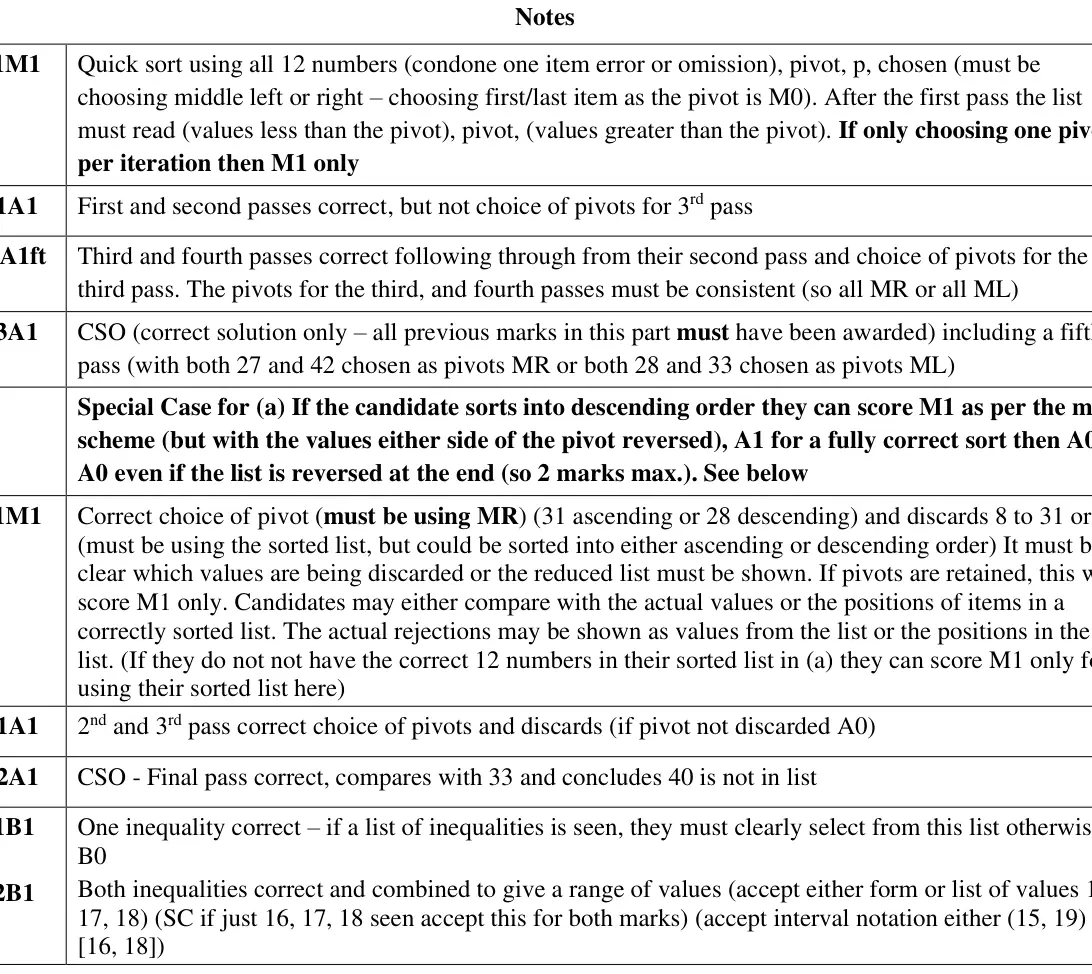 Notes
1M1 Quick sort using all 12 numbers (condone one item error or omission), pivot, p, chosen (must be
choosing middle left or right – choosing first/last item as the pivot is M0). After the first pass the list
must read (values less than the pivot), pivot, (values greater than the pivot). If only choosing one piv
per iteration then M1 only
1A1 First and second passes correct, but not choice of pivots for 3rd pass
A1ft Third and fourth passes correct following through from their second pass and choice of pivots for the
third pass. The pivots for the third, and fourth passes must be consistent (so all MR or all ML)
3A1 CSO (correct solution only – all previous marks in this part must have been awarded) including a fift
pass (with both 27 and 42 chosen as pivots MR or both 28 and 33 chosen as pivots ML)
Special Case for (a) If the candidate sorts into descending order they can score M1 as per the m
scheme (but with the values either side of the pivot reversed), A1 for a fully correct sort then A0
A0 even if the list is reversed at the end (so 2 marks max.). See below
1M1 Correct choice of pivot (must be using MR) (31 ascending or 28 descending) and discards 8 to 31 or
(must be using the sorted list, but could be sorted into either ascending or descending order) It must b
clear which values are being discarded or the reduced list must be shown. If pivots are retained, this w
score M1 only. Candidates may either compare with the actual values or the positions of items in a
correctly sorted list. The actual rejections may be shown as values from the list or the positions in the
list. (If they do not not have the correct 12 numbers in their sorted list in (a) they can score M1 only fo
using their sorted list here)
1A1 2nd and 3rd pass correct choice of pivots and discards (if pivot not discarded A0)
2A1 CSO - Final pass correct, compares with 33 and concludes 40 is not in list
1B1 One inequality correct – if a list of inequalities is seen, they must clearly select from this list otherwis
B0
2B1 Both inequalities correct and combined to give a range of values (accept either form or list of values 1
17, 18) (SC if just 16, 17, 18 seen accept this for both marks) (accept interval notation either (15, 19)
[16, 18])